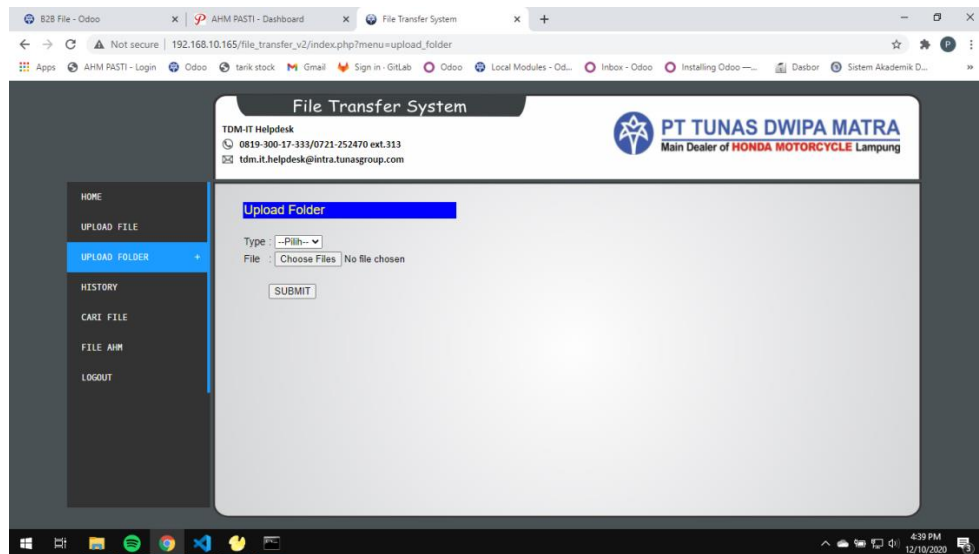 B2B File - Odoo
AHM PASTI - Dashboard
File Transfer System
Not secure
192.168.10.165/file_transfer_v2/index.php?menu=upload_folder
P
Apps
AHM PASTI - Login
Odoo
tarik stock
Gmail
Sign in · GitLab
Odoo
Local Modules - Od...
Inbox - Odoo
Installing Odoo —...
Dasbor
Sistem Akademik D...
File Transfer System
TDM-IT Helpdesk
0819-300-17-333/0721-252470 ext.313
tdm.it.helpdesk@intra.tunasgroup.com
PT TUNAS DWIPA MATRA
Main Dealer of HONDA MOTORCYCLE Lampung
HOME
UPLOAD FILE
UPLOAD FOLDER +
HISTORY
CARI FILE
FILE AHM
LOGOUT
Upload Folder
Type : --Pilih--
File : Choose Files No file chosen
SUBMIT
4:39 PM
12/10/2020